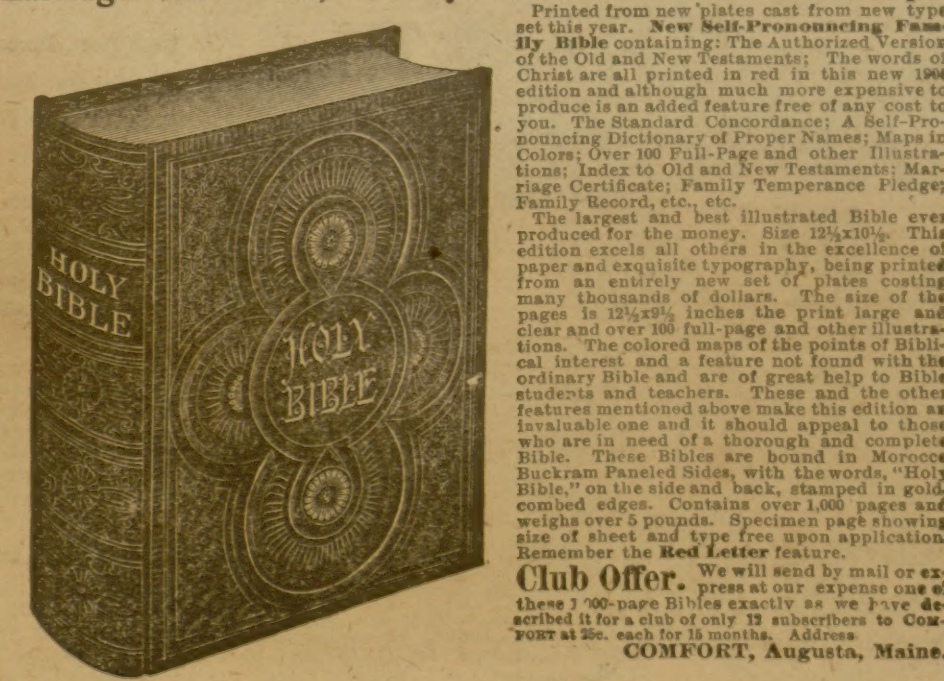 HOLY
BIBLE
HOLY
BIBLE
Printed from new plates cast from new type
set this year. New Self-Pronouncing Fam-
ily Bible containing: The Authorized Version
of the Old and New Testaments; The words of
Christ are all printed in red in this new
edition and although much more expensive to
produce is an added feature free of any cost to
you. The Standard Concordance; A Self-Pro-
nouncing Dictionary of Proper Names; Maps in
Colors; Over 100 Full-Page and other Illustra-
tions; Index to Old and New Testaments; Mar-
riage Certificate; Family Temperance Pledge;
Family Record, etc., etc.
The largest and best illustrated Bible ever
produced for the money. Size 12½x10½. This
edition excels all others in the excellence of
paper and exquisite typography, being printed
from an entirely new set of plates costing
many thousands of dollars. The size of the
pages is 12½x9½ inches the print large and
clear and over 100 full-page and other illustra-
tions. The colored maps of the points of Bibli-
cal interest and a feature not found with the
ordinary Bible and are of great help to Bible
students and teachers. These and the other
features mentioned above make this edition an
invaluable one and it should appeal to those
who are in need of a thorough and complete
Bible. These Bibles are bound in Morocco
Buckram Paneled Sides, with the words, "Holy
Bible," on the side and back, stamped in gold,
combed edges. Contains over 1,000 pages and
weighs over 5 pounds. Specimen page showing
size of sheet and type free upon application.
Remember the Red Letter feature.
Club Offer. We will send by mail or ex-
press at our expense one of
these 1000-page Bibles exactly as we have de-
scribed it for a club of only 12 subscribers to COM-
FORT at 25c. each for 15 months. Address
COMFORT, Augusta, Maine.